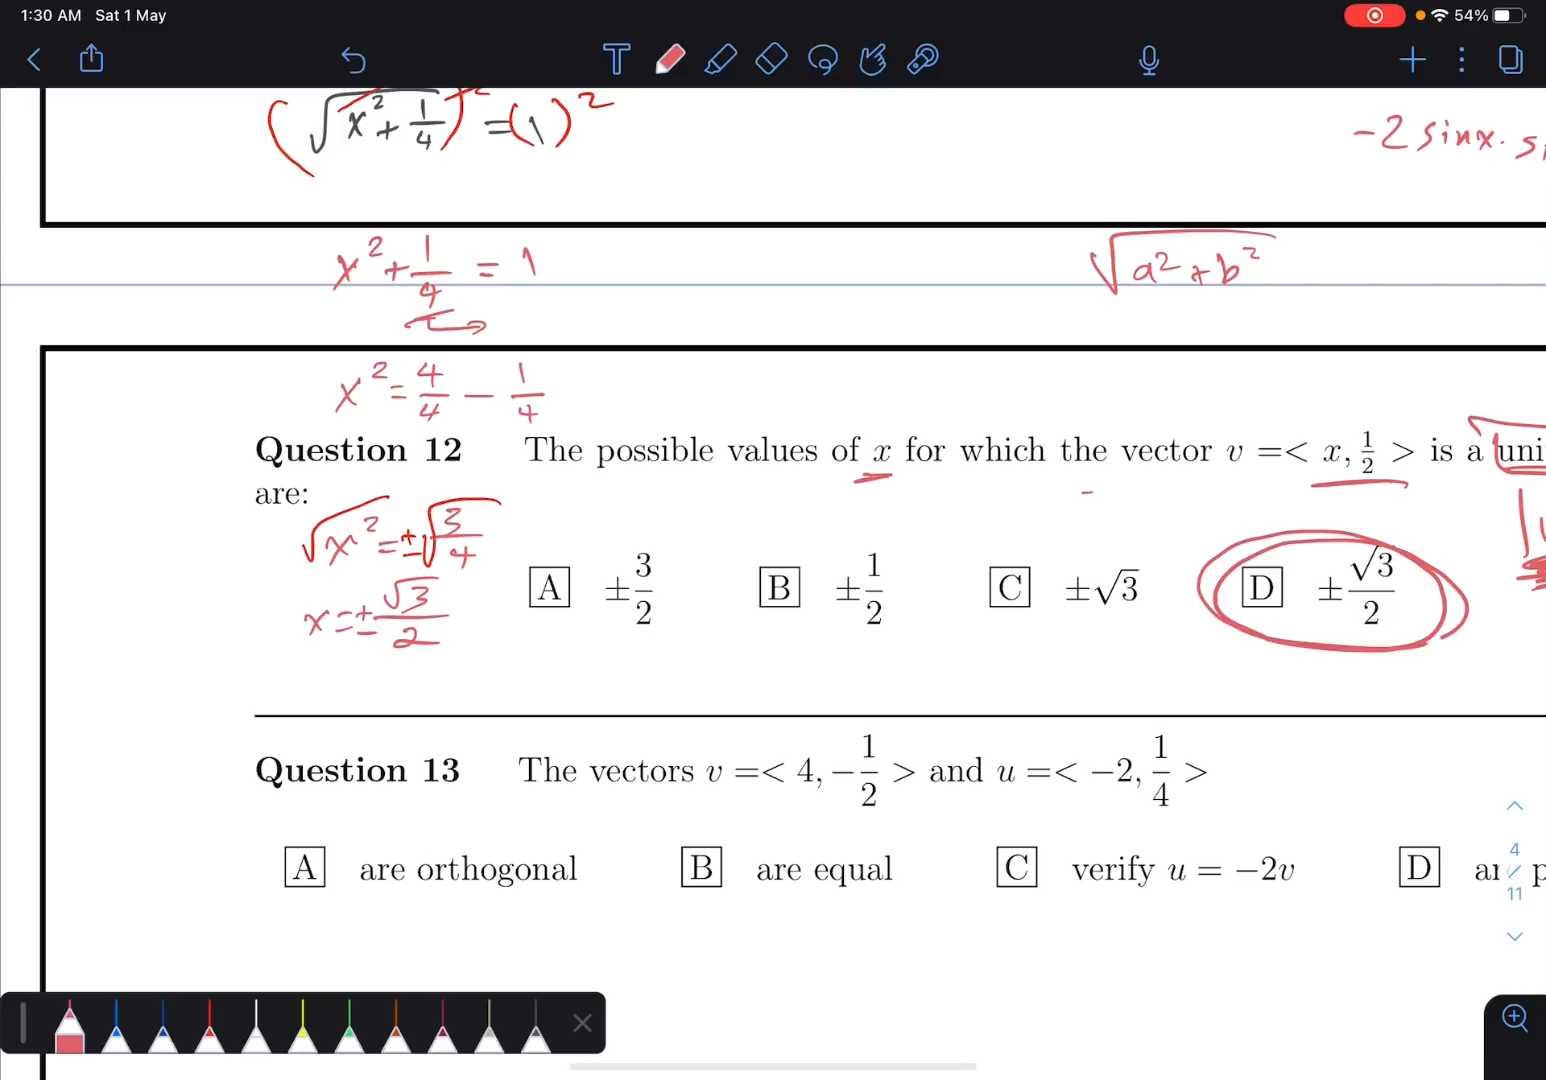 1:30 AM Sat 1 May
54%
(√(x² + 1/4))² = (1)²
-2 sinx.
x² + 1/4 = 1
√(a² + b²)
x² = 4/4 - 1/4
Question 12 The possible values of x for which the vector v =< x, 1/2 > is a
are:
√x² = ±√(3/4)
x = ± √3/2
A ±3/2 B ±1/2 C ±√3 D ±√3/2
Question 13 The vectors v =< 4, −1/2 > and u =< −2, 1/4 >
A are orthogonal B are equal C verify u = −2v D
4
11